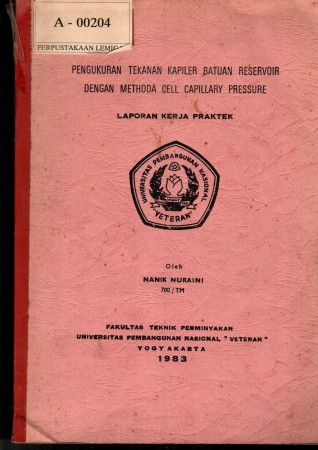 A - 00204
PERPUSTAKAAN LEMIG
PENGUKURAN TEKANAN KAPILER BATUAN RESERVOIR
DENGAN METHODA CELL CAPILLARY PRESSURE
LAPORAN KERJA PRAKTEK
UNIVERSITAS PEMBANGUNAN NASIONAL
"VETERAN"
Oleh
NANIK NURAINI
700 / TM
FAKULTAS TEKNIK PERMINYAKAN
UNIVERSITAS PEMBANGUNAN NASIONAL " VETERAN "
YOGYAKARTA
1983